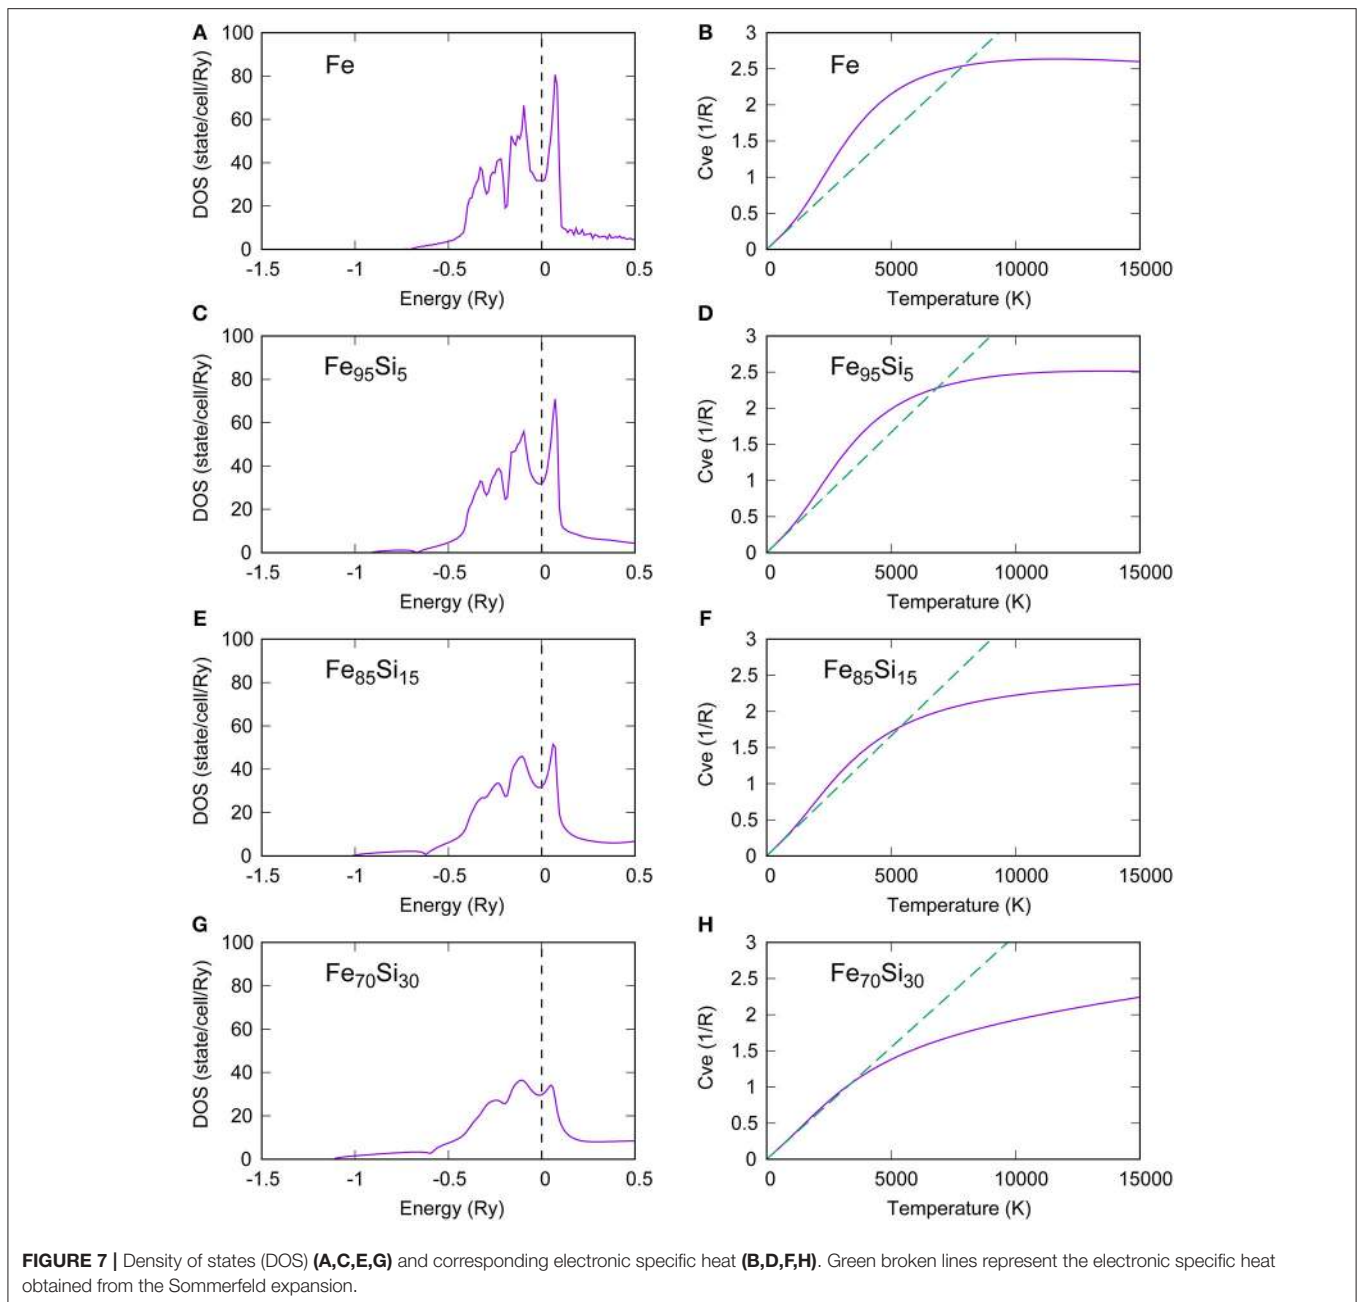 A
DOS (state/cell/Ry)
100
80
60
40
20
0
Fe
-1.5 -1 -0.5 0 0.5
Energy (Ry)
B
Cve (1/R)
3
2.5
2
1.5
1
0.5
0
Fe
0 5000 10000 15000
Temperature (K)
C
DOS (state/cell/Ry)
100
80
60
40
20
0
Fe95Si5
-1.5 -1 -0.5 0 0.5
Energy (Ry)
D
Cve (1/R)
3
2.5
2
1.5
1
0.5
0
Fe95Si5
0 5000 10000 15000
Temperature (K)
E
DOS (state/cell/Ry)
100
80
60
40
20
0
Fe85Si15
-1.5 -1 -0.5 0 0.5
Energy (Ry)
F
Cve (1/R)
3
2.5
2
1.5
1
0.5
0
Fe85Si15
0 5000 10000 15000
Temperature (K)
G
DOS (state/cell/Ry)
100
80
60
40
20
0
Fe70Si30
-1.5 -1 -0.5 0 0.5
Energy (Ry)
H
Cve (1/R)
3
2.5
2
1.5
1
0.5
0
Fe70Si30
0 5000 10000 15000
Temperature (K)
FIGURE 7 | Density of states (DOS) (A,C,E,G) and corresponding electronic specific heat (B,D,F,H). Green broken lines represent the electronic specific heat
obtained from the Sommerfeld expansion.